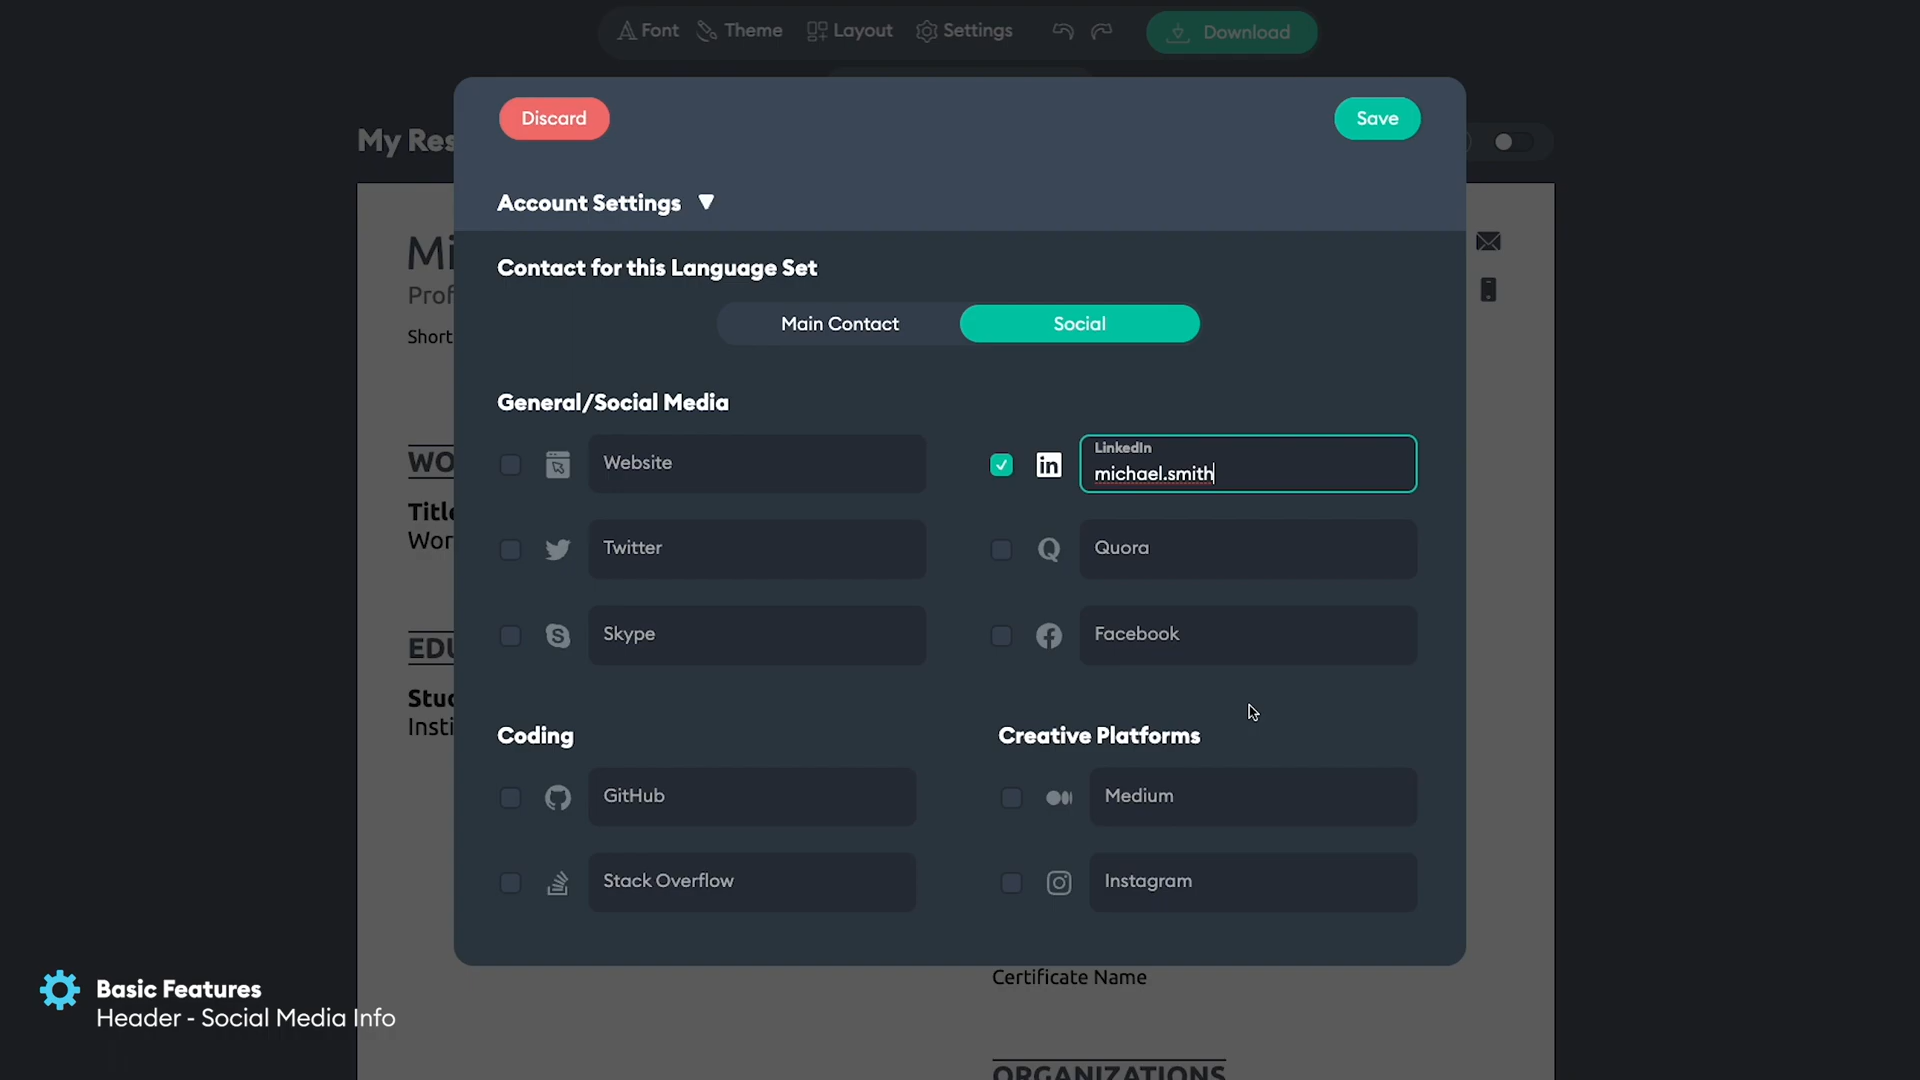 Font Theme Layout Settings Download
Discard Save
My Res
Account Settings
Contact for this Language Set
Main Contact Social
General/Social Media
Website
LinkedIn
michael.smith
Twitter
Quora
Skype
Facebook
Coding
Creative Platforms
GitHub
Medium
Stack Overflow
Instagram
Mi
Prof
Short
WO
Title
Wor
EDU
Stud
Insti
Certificate Name
ORGANIZATIONS
Basic Features
Header - Social Media Info